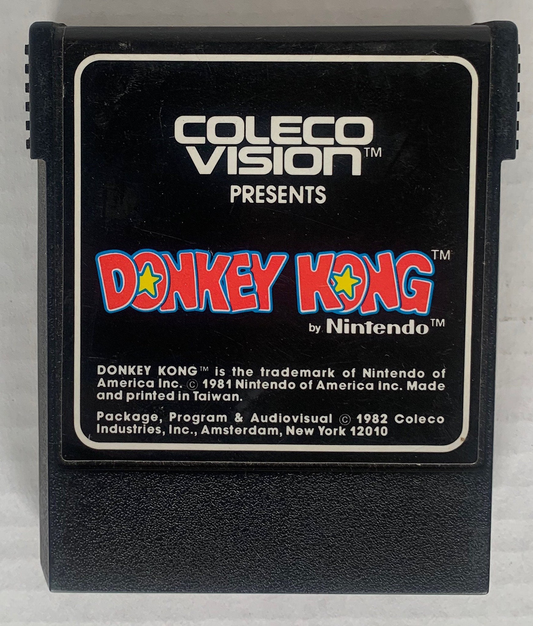 COLECO
VISION™
PRESENTS
DONKEY KONG™
by Nintendo™
DONKEY KONG™ is the trademark of Nintendo of
America Inc. © 1981 Nintendo of America Inc. Made
and printed in Taiwan.
Package, Program & Audiovisual © 1982 Coleco
Industries, Inc., Amsterdam, New York 12010